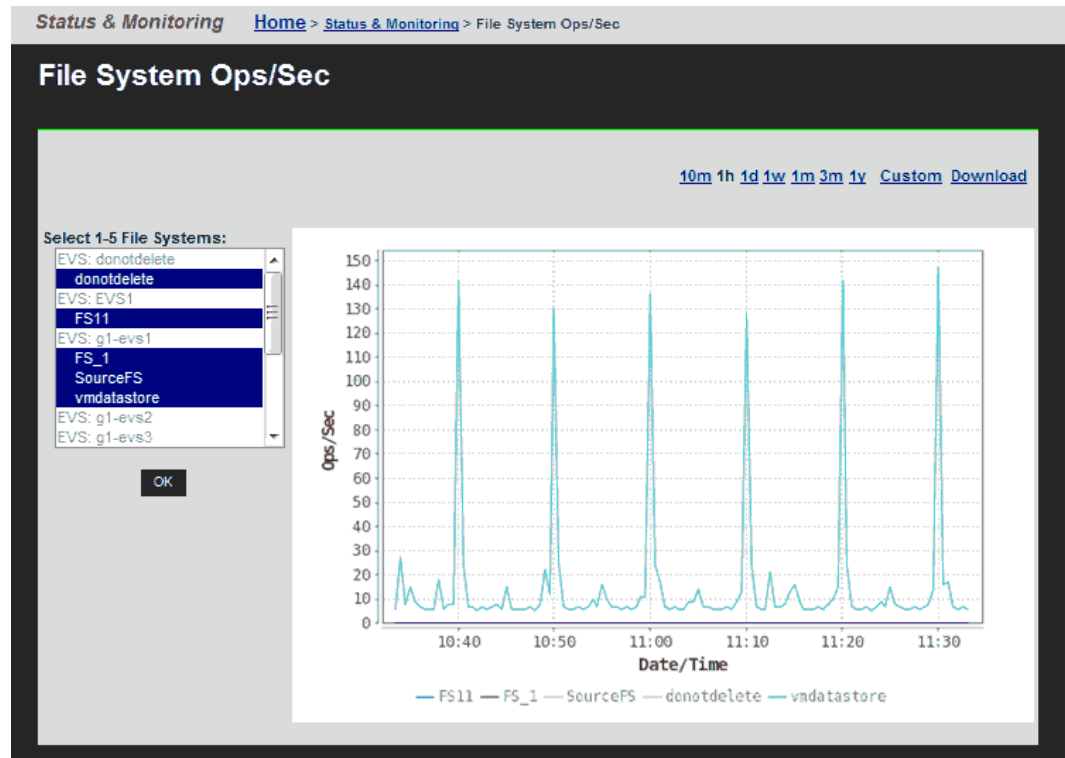 Status & Monitoring Home > Status & Monitoring > File System Ops/Sec
File System Ops/Sec
10m 1h 1d 1w 1m 3m 1y Custom Download
Select 1-5 File Systems:
EVS: donotdelete
donotdelete
EVS: EVS1
FS11
EVS: g1-evs1
FS_1
SourceFS
vmdatastore
EVS: g1-evs2
EVS: g1-evs3
OK
150
140
130
120
110
100
90
80
70
60
50
40
30
20
10
0
Ops/Sec
10:40 10:50 11:00 11:10 11:20 11:30
Date/Time
FS11 FS_1 SourceFS donotdelete vmdatastore